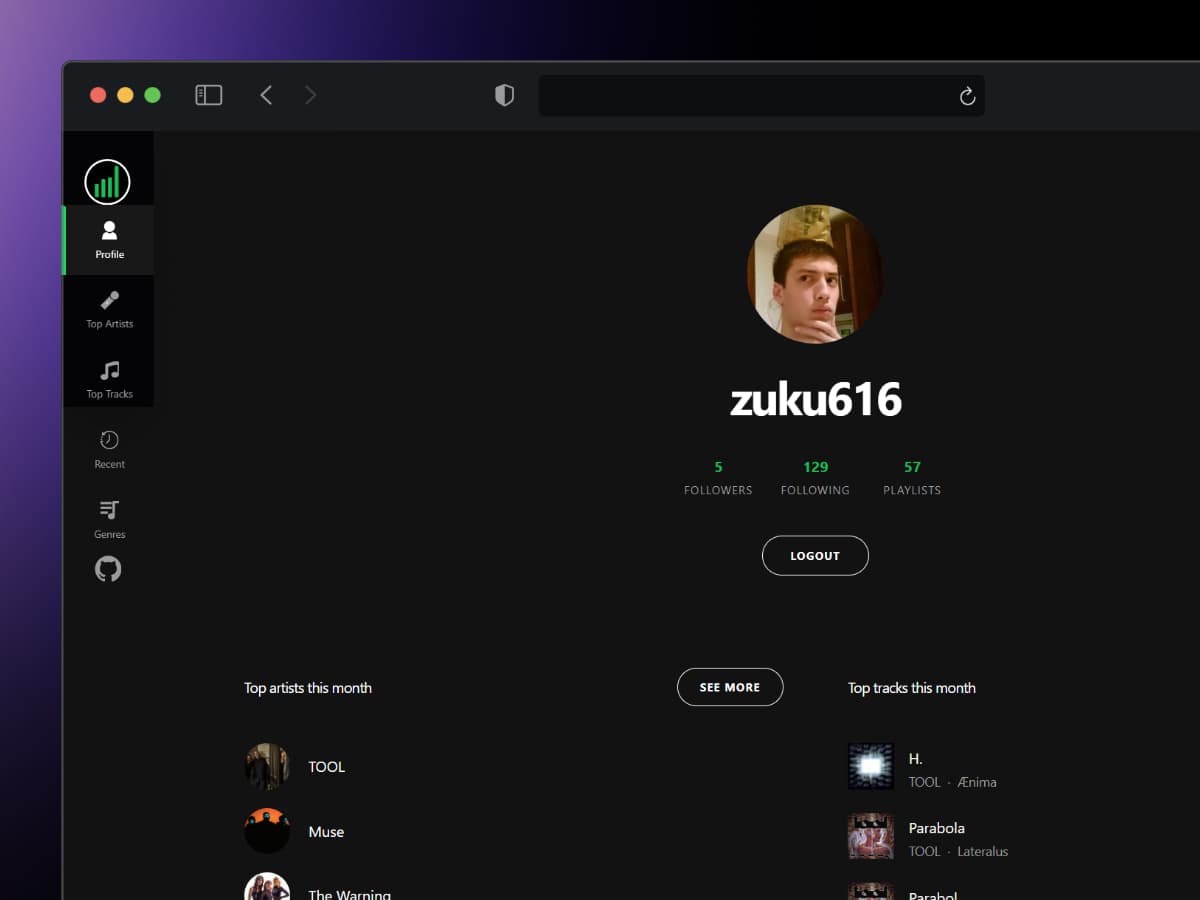 Profile
Top Artists
Top Tracks
Recent
Genres
zuku616
5 129 57
FOLLOWERS FOLLOWING PLAYLISTS
LOGOUT
Top artists this month
SEE MORE
TOOL
Muse
The Warning
Top tracks this month
H.
TOOL · Ænima
Parabola
TOOL · Lateralus
Parabol